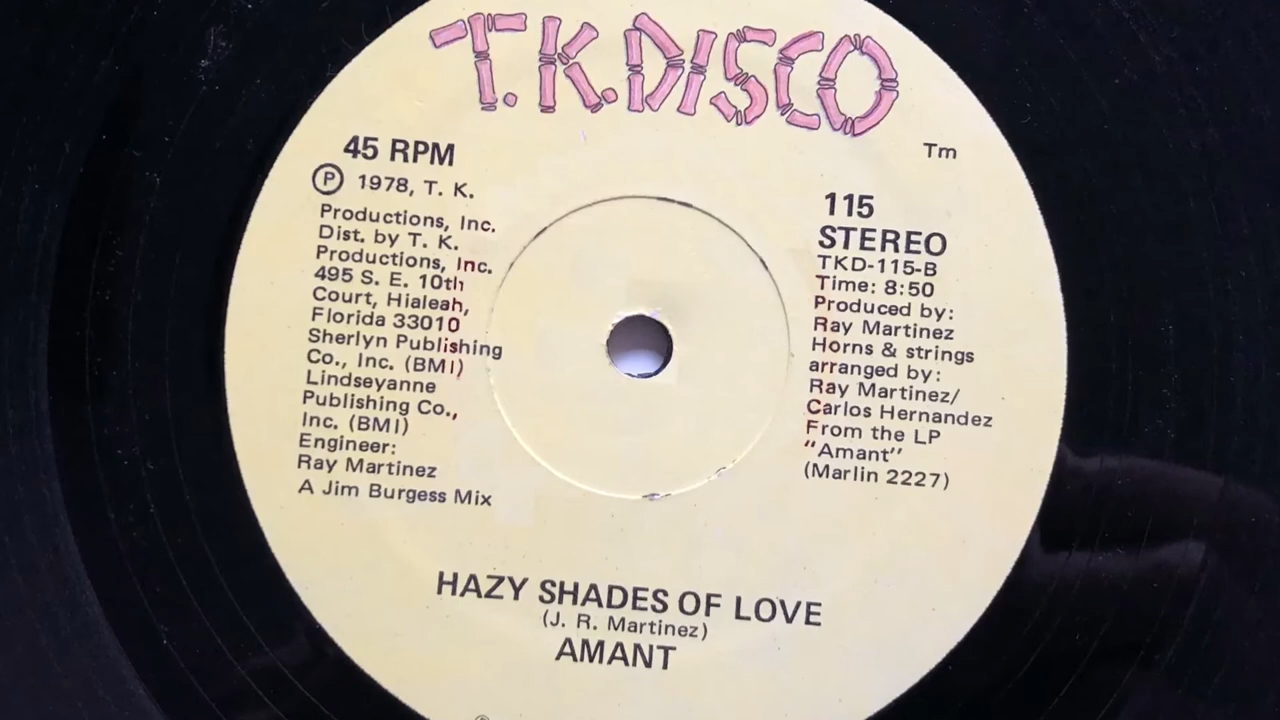 T.K.DISCO
Tm
45 RPM
Ⓟ 1978, T. K.
Productions, Inc.
Dist. by T. K.
Productions, Inc.
495 S. E. 10th
Court, Hialeah,
Florida 33010
Sherlyn Publishing
Co., Inc. (BMI)
Lindseyanne
Publishing Co.,
Inc. (BMI)
Engineer:
Ray Martinez
A Jim Burgess Mix
115
STEREO
TKD-115-B
Time: 8:50
Produced by:
Ray Martinez
Horns & strings
arranged by:
Ray Martinez/
Carlos Hernandez
From the LP
"Amant"
(Marlin 2227)
HAZY SHADES OF LOVE
(J. R. Martinez)
AMANT